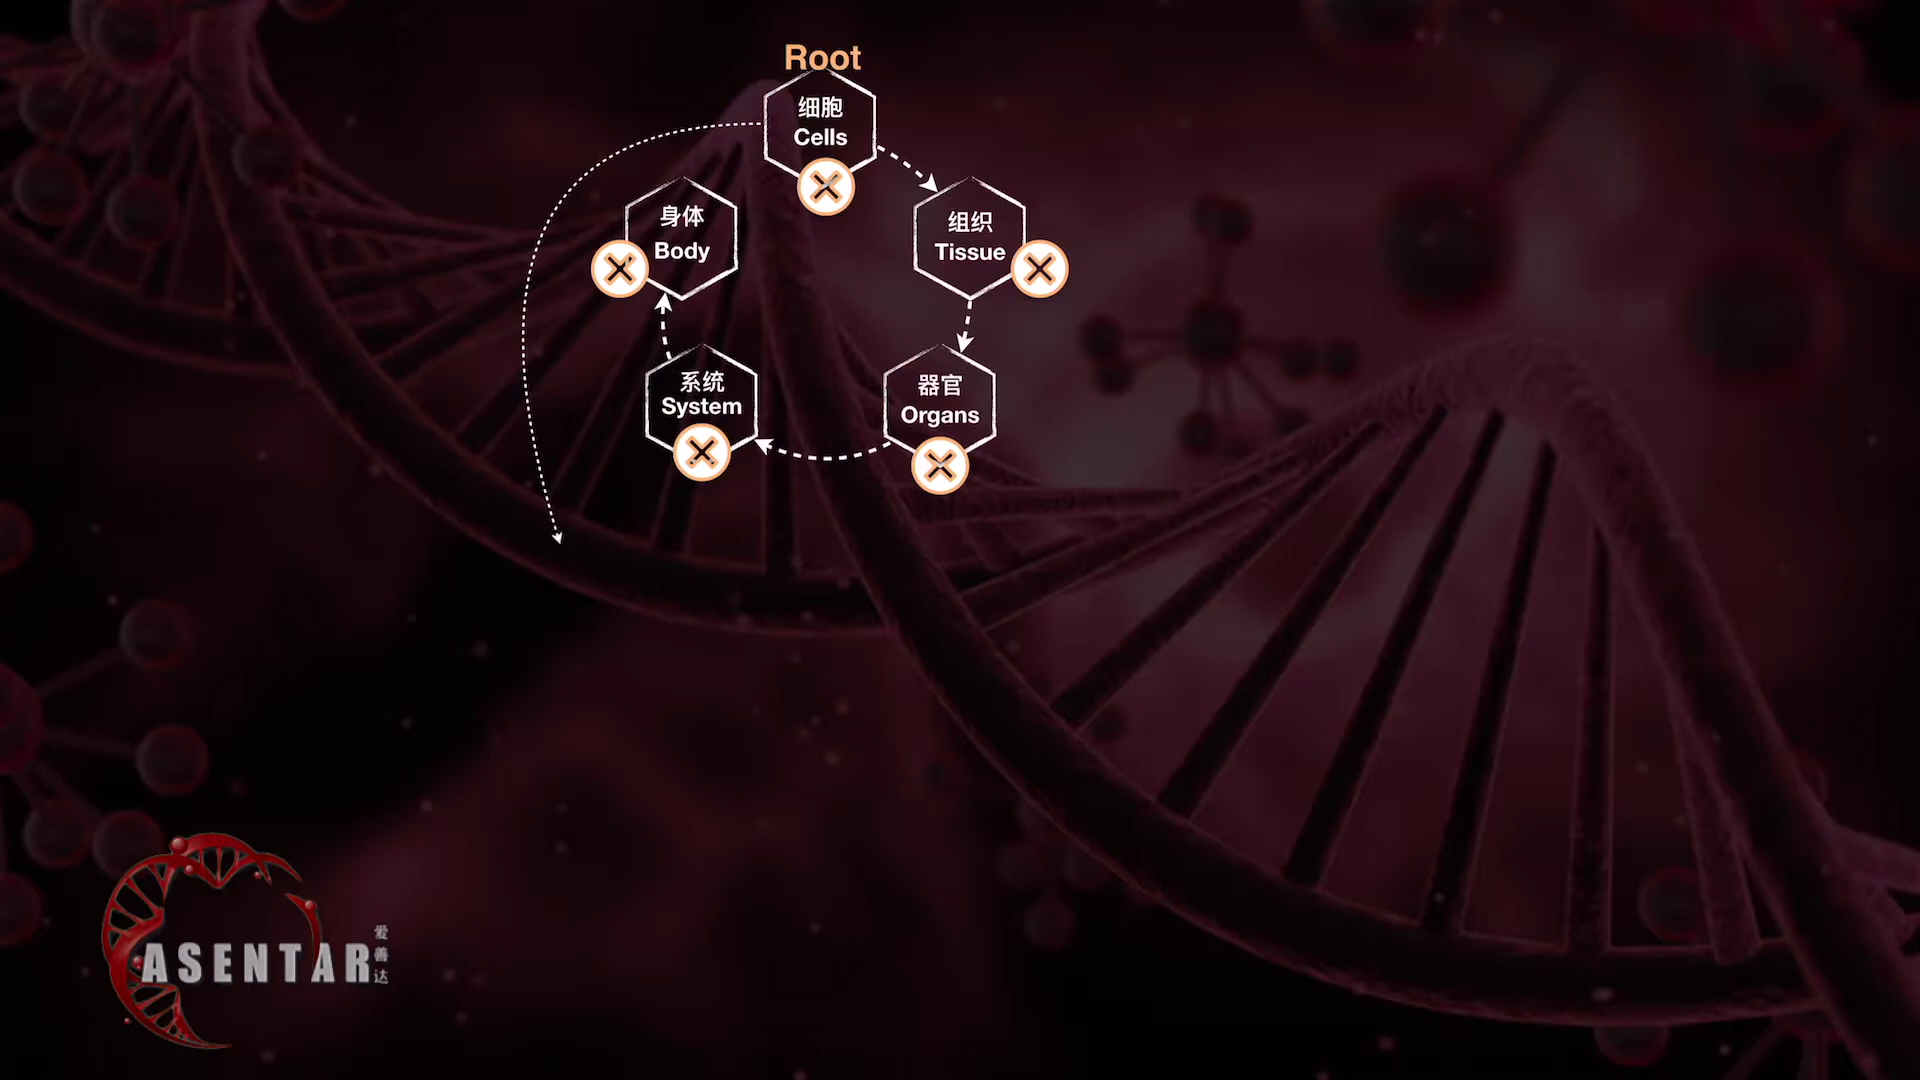 Root
细胞
Cells
身体
Body
组织
Tissue
系统
System
器官
Organs
ASENTAR
爱善达